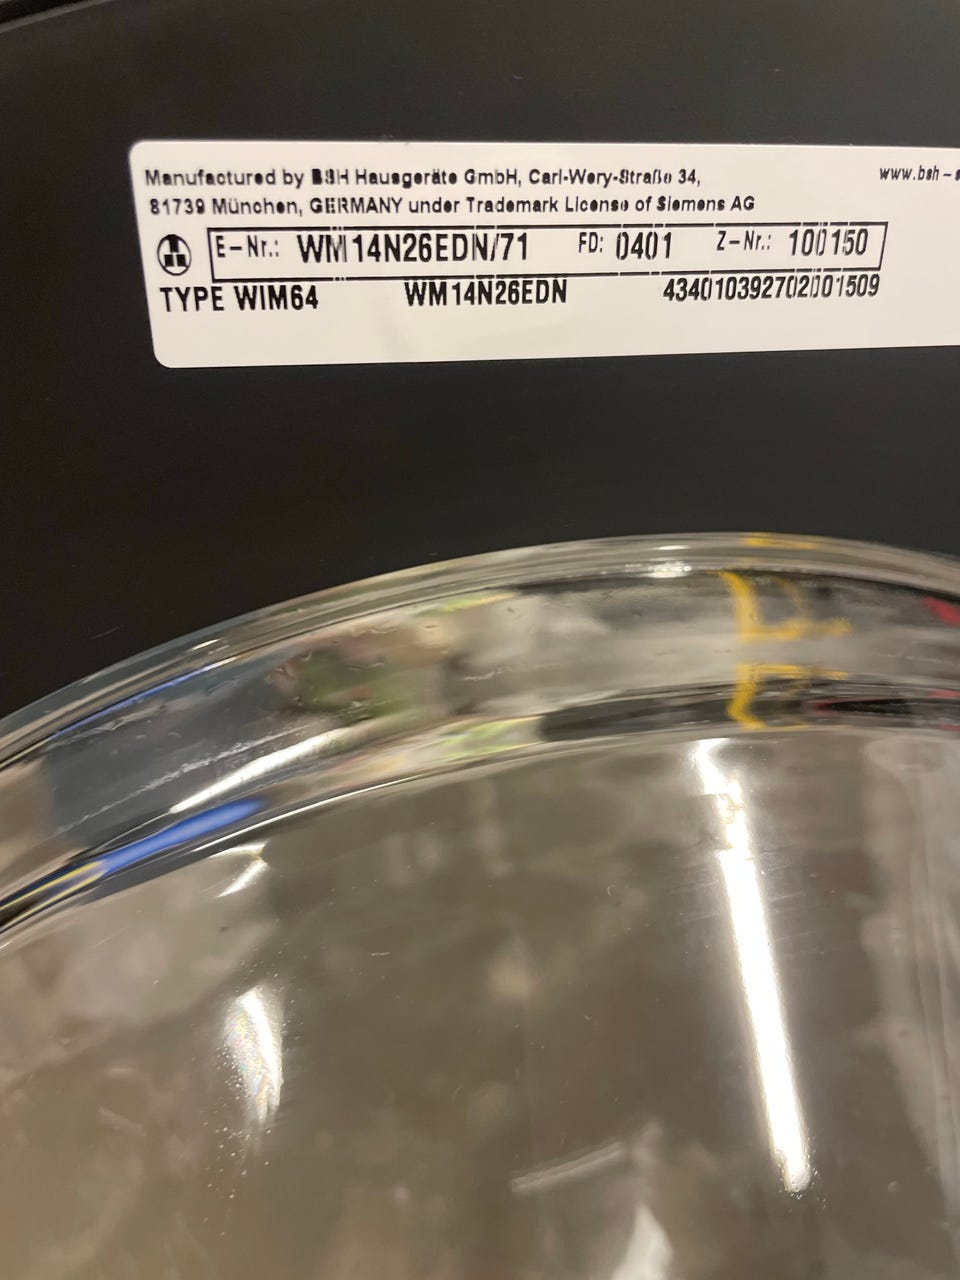 Manufactured by BSH Hausgeräte GmbH, Carl-Wery-Straße 34,
www.bsh-
81739 München, GERMANY under Trademark License of Siemens AG
E-Nr.: WM14N26EDN/71 FD: 0401 Z-Nr.: 100150
TYPE WIM64 WM14N26EDN 434010392702001509